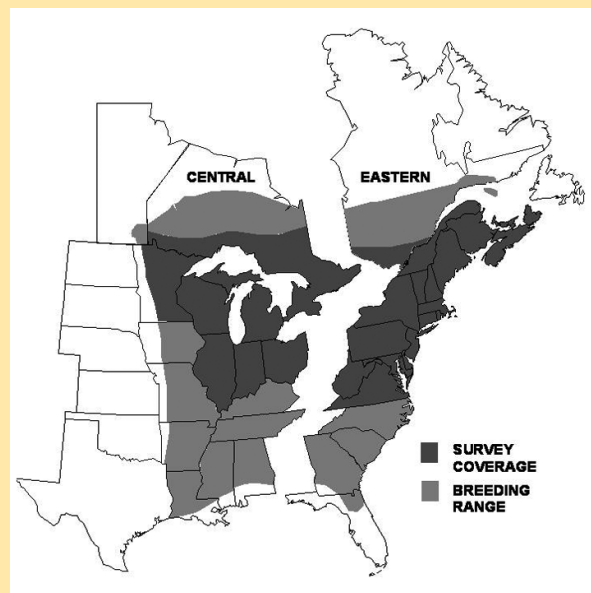 CENTRAL
EASTERN
SURVEY
COVERAGE
BREEDING
RANGE